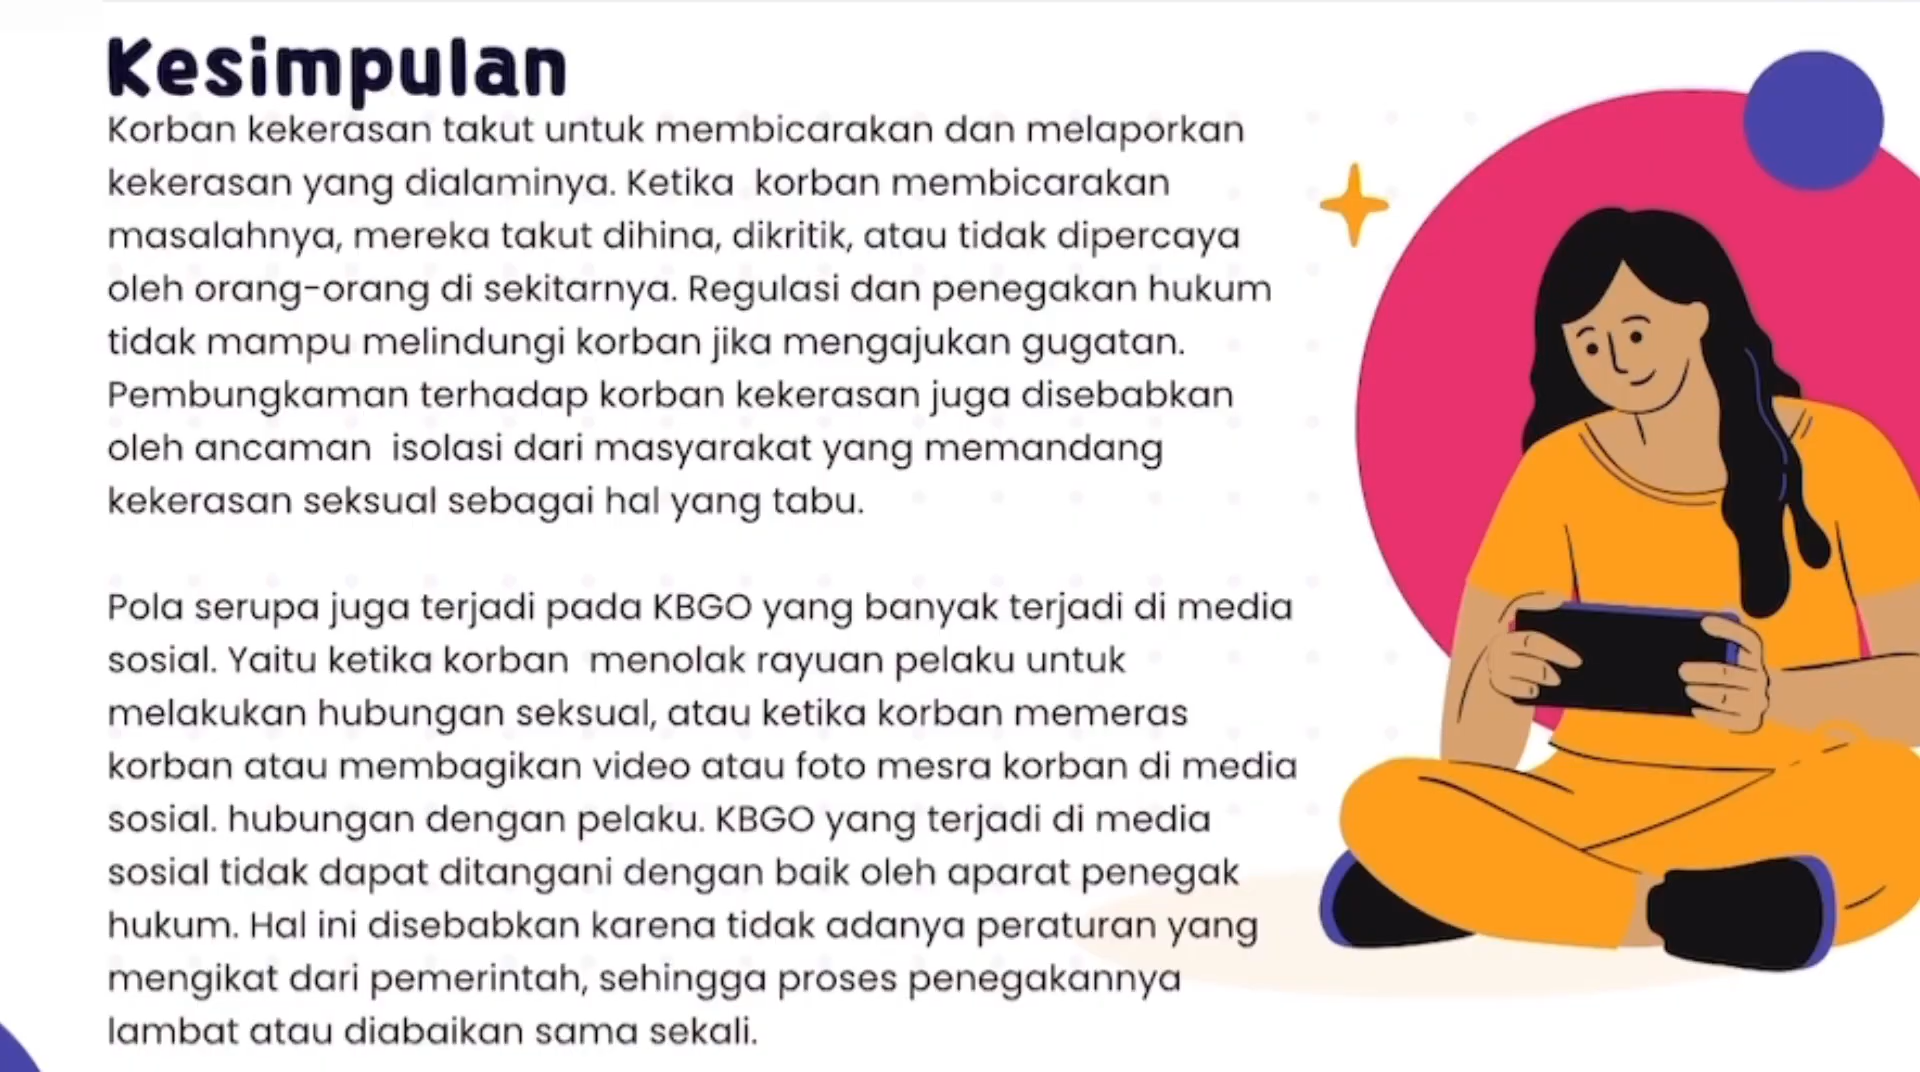 Kesimpulan
Korban kekerasan takut untuk membicarakan dan melaporkan
kekerasan yang dialaminya. Ketika  korban membicarakan
masalahnya, mereka takut dihina, dikritik, atau tidak dipercaya
oleh orang-orang di sekitarnya. Regulasi dan penegakan hukum
tidak mampu melindungi korban jika mengajukan gugatan.
Pembungkaman terhadap korban kekerasan juga disebabkan
oleh ancaman  isolasi dari masyarakat yang memandang
kekerasan seksual sebagai hal yang tabu.
Pola serupa juga terjadi pada KBGO yang banyak terjadi di media
sosial. Yaitu ketika korban  menolak rayuan pelaku untuk
melakukan hubungan seksual, atau ketika korban memeras
korban atau membagikan video atau foto mesra korban di media
sosial. hubungan dengan pelaku. KBGO yang terjadi di media
sosial tidak dapat ditangani dengan baik oleh aparat penegak
hukum. Hal ini disebabkan karena tidak adanya peraturan yang
mengikat dari pemerintah, sehingga proses penegakannya
lambat atau diabaikan sama sekali.